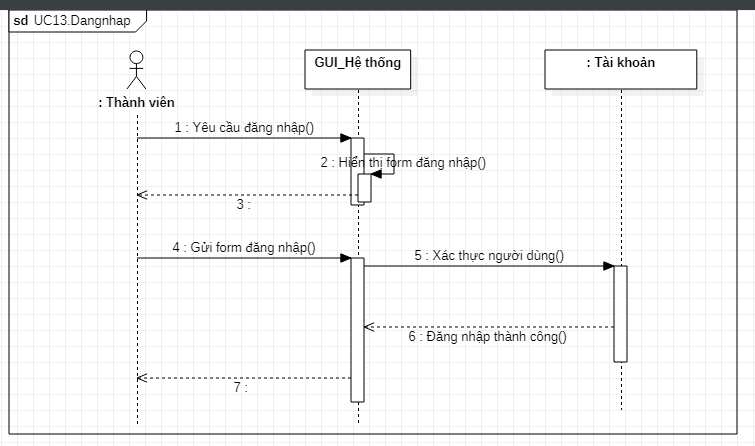 sd UC13.Dangnhap
GUI_Hệ thống
: Tài khoản
: Thành viên
1 : Yêu cầu đăng nhập()
2 : Hiển thị form đăng nhập()
3 :
4 : Gửi form đăng nhập()
5 : Xác thực người dùng()
6 : Đăng nhập thành công()
7 :